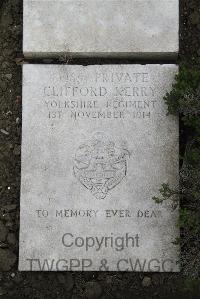 PRIVATE
CLIFFORD KERRY
YORKSHIRE REGIMENT
1ST NOVEMBER 1914
TO MEMORY EVER DEAR
Copyright
TWGPP & CWGC